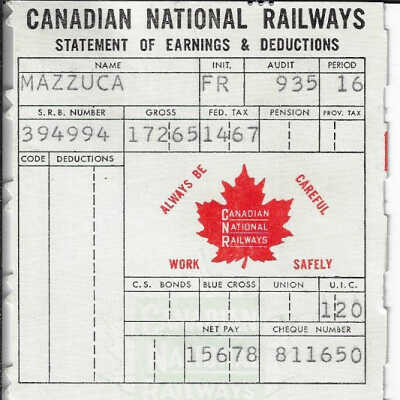 CANADIAN NATIONAL RAILWAYS
STATEMENT OF EARNINGS & DEDUCTIONS
NAME INIT. AUDIT PERIOD
MAZZUCA FR 935 16
S.R.B. NUMBER GROSS FED. TAX PENSION PROV. TAX
394994 17265 1467
CODE DEDUCTIONS
ALWAYS BE CAREFUL
CANADIAN
NATIONAL
RAILWAYS
WORK SAFELY
C.S. BONDS BLUE CROSS UNION U.I.C.
120
NET PAY CHEQUE NUMBER
15678 811650
NATIONAL
RAILWAYS